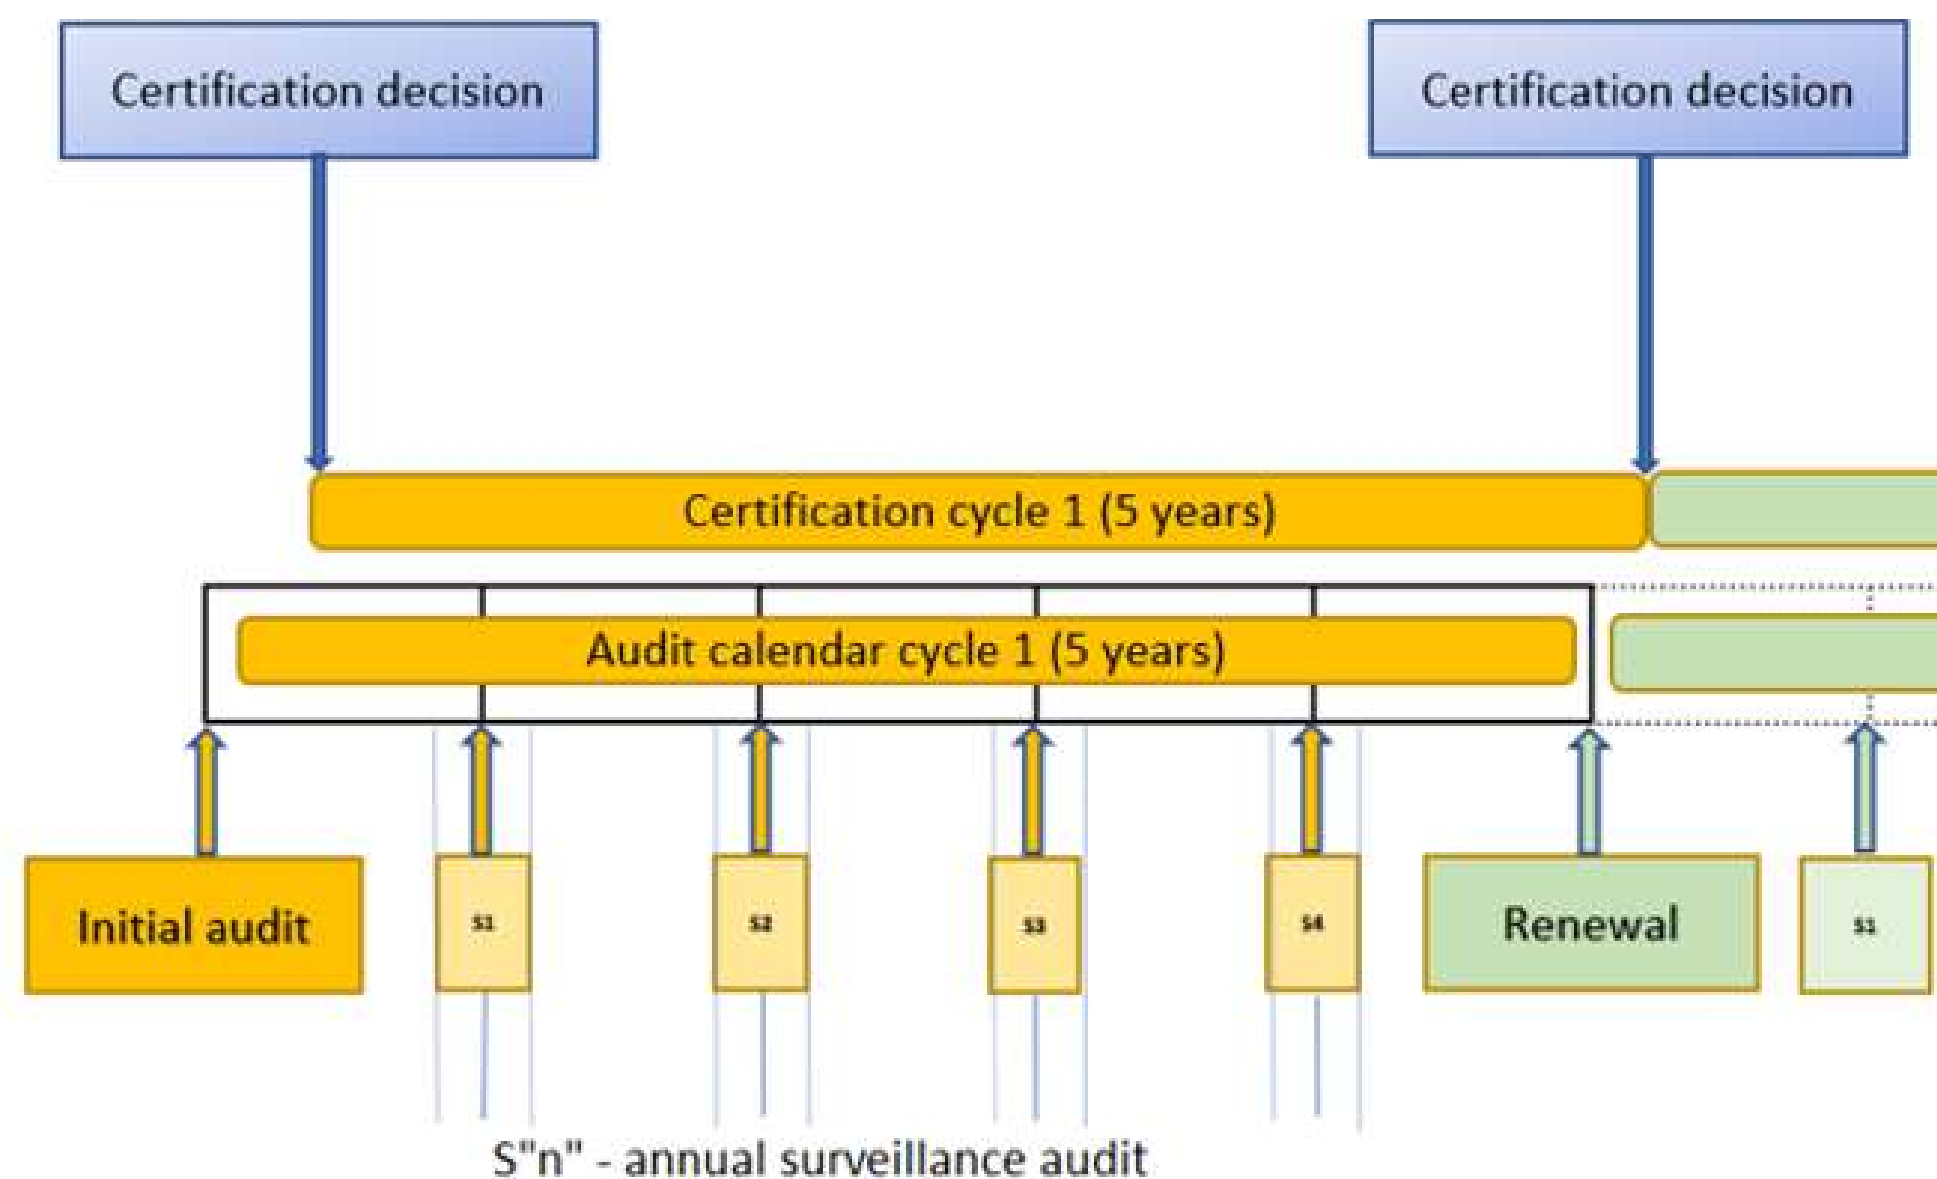 Certification decision
Certification decision
Certification cycle 1 (5 years)
Audit calendar cycle 1 (5 years)
Initial audit
S1
S2
S3
S4
Renewal
S1
S"n" - annual surveillance audit